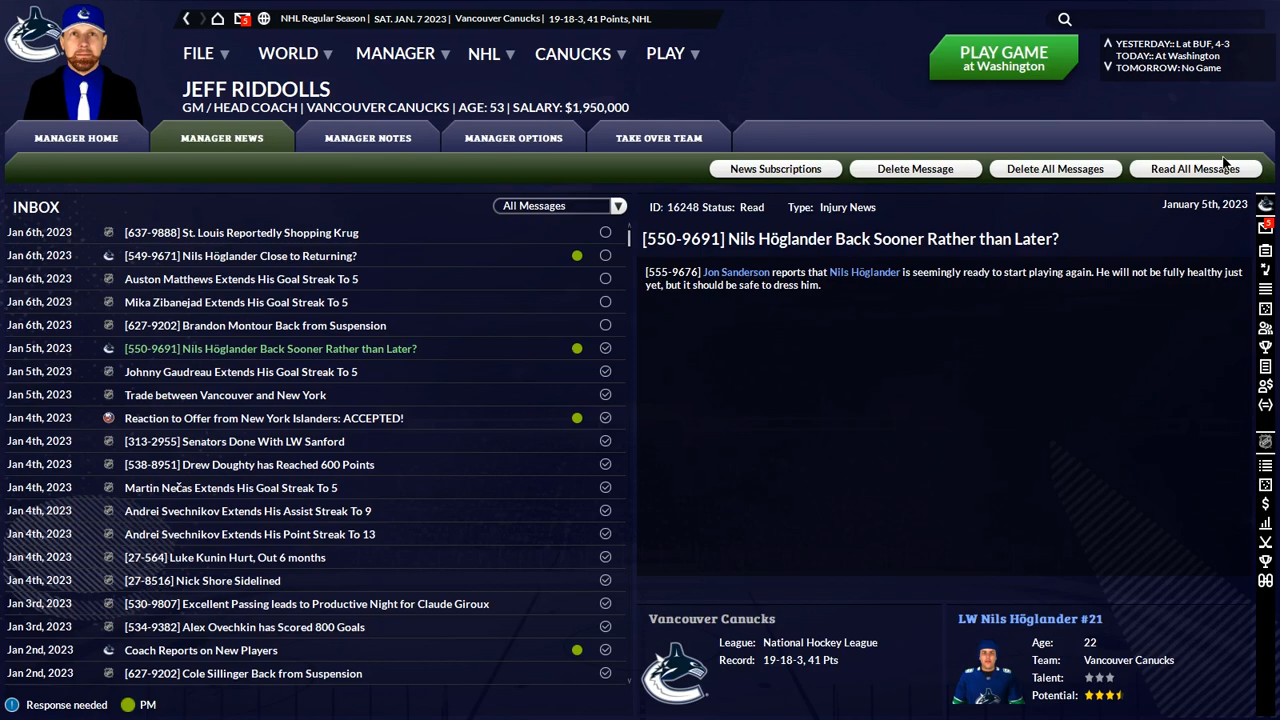 NHL Regular Season | SAT. JAN. 7 2023 | Vancouver Canucks | 19-18-3, 41 Points, NHL
5
FILE WORLD MANAGER NHL CANUCKS PLAY
PLAY GAME
at Washington
YESTERDAY:: L at BUF, 4-3
TODAY:: At Washington
TOMORROW: No Game
JEFF RIDDOLLS
GM / HEAD COACH | VANCOUVER CANUCKS | AGE: 53 | SALARY: $1,950,000
MANAGER HOME MANAGER NEWS MANAGER NOTES MANAGER OPTIONS TAKE OVER TEAM
News Subscriptions Delete Message Delete All Messages Read All Messages
INBOX All Messages
Jan 6th, 2023 [637-9888] St. Louis Reportedly Shopping Krug
Jan 6th, 2023 [549-9671] Nils Höglander Close to Returning?
Jan 6th, 2023 Auston Matthews Extends His Goal Streak To 5
Jan 6th, 2023 Mika Zibanejad Extends His Goal Streak To 5
Jan 6th, 2023 [627-9202] Brandon Montour Back from Suspension
Jan 5th, 2023 [550-9691] Nils Höglander Back Sooner Rather than Later?
Jan 5th, 2023 Johnny Gaudreau Extends His Goal Streak To 5
Jan 5th, 2023 Trade between Vancouver and New York
Jan 4th, 2023 Reaction to Offer from New York Islanders: ACCEPTED!
Jan 4th, 2023 [313-2955] Senators Done With LW Sanford
Jan 4th, 2023 [538-8951] Drew Doughty has Reached 600 Points
Jan 4th, 2023 Martin Nečas Extends His Goal Streak To 5
Jan 4th, 2023 Andrei Svechnikov Extends His Assist Streak To 9
Jan 4th, 2023 Andrei Svechnikov Extends His Point Streak To 13
Jan 4th, 2023 [27-564] Luke Kunin Hurt, Out 6 months
Jan 4th, 2023 [27-8516] Nick Shore Sidelined
Jan 3rd, 2023 [530-9807] Excellent Passing leads to Productive Night for Claude Giroux
Jan 3rd, 2023 [534-9382] Alex Ovechkin has Scored 800 Goals
Jan 2nd, 2023 Coach Reports on New Players
Jan 2nd, 2023 [627-9202] Cole Sillinger Back from Suspension
Response needed PM
ID: 16248 Status: Read Type: Injury News January 5th, 2023
[550-9691] Nils Höglander Back Sooner Rather than Later?
[555-9676] Jon Sanderson reports that Nils Höglander is seemingly ready to start playing again. He will not be fully healthy just
yet, but it should be safe to dress him.
Vancouver Canucks
League: National Hockey League
Record: 19-18-3, 41 Pts
LW Nils Höglander #21
Age: 22
Team: Vancouver Canucks
Talent:
Potential:
5